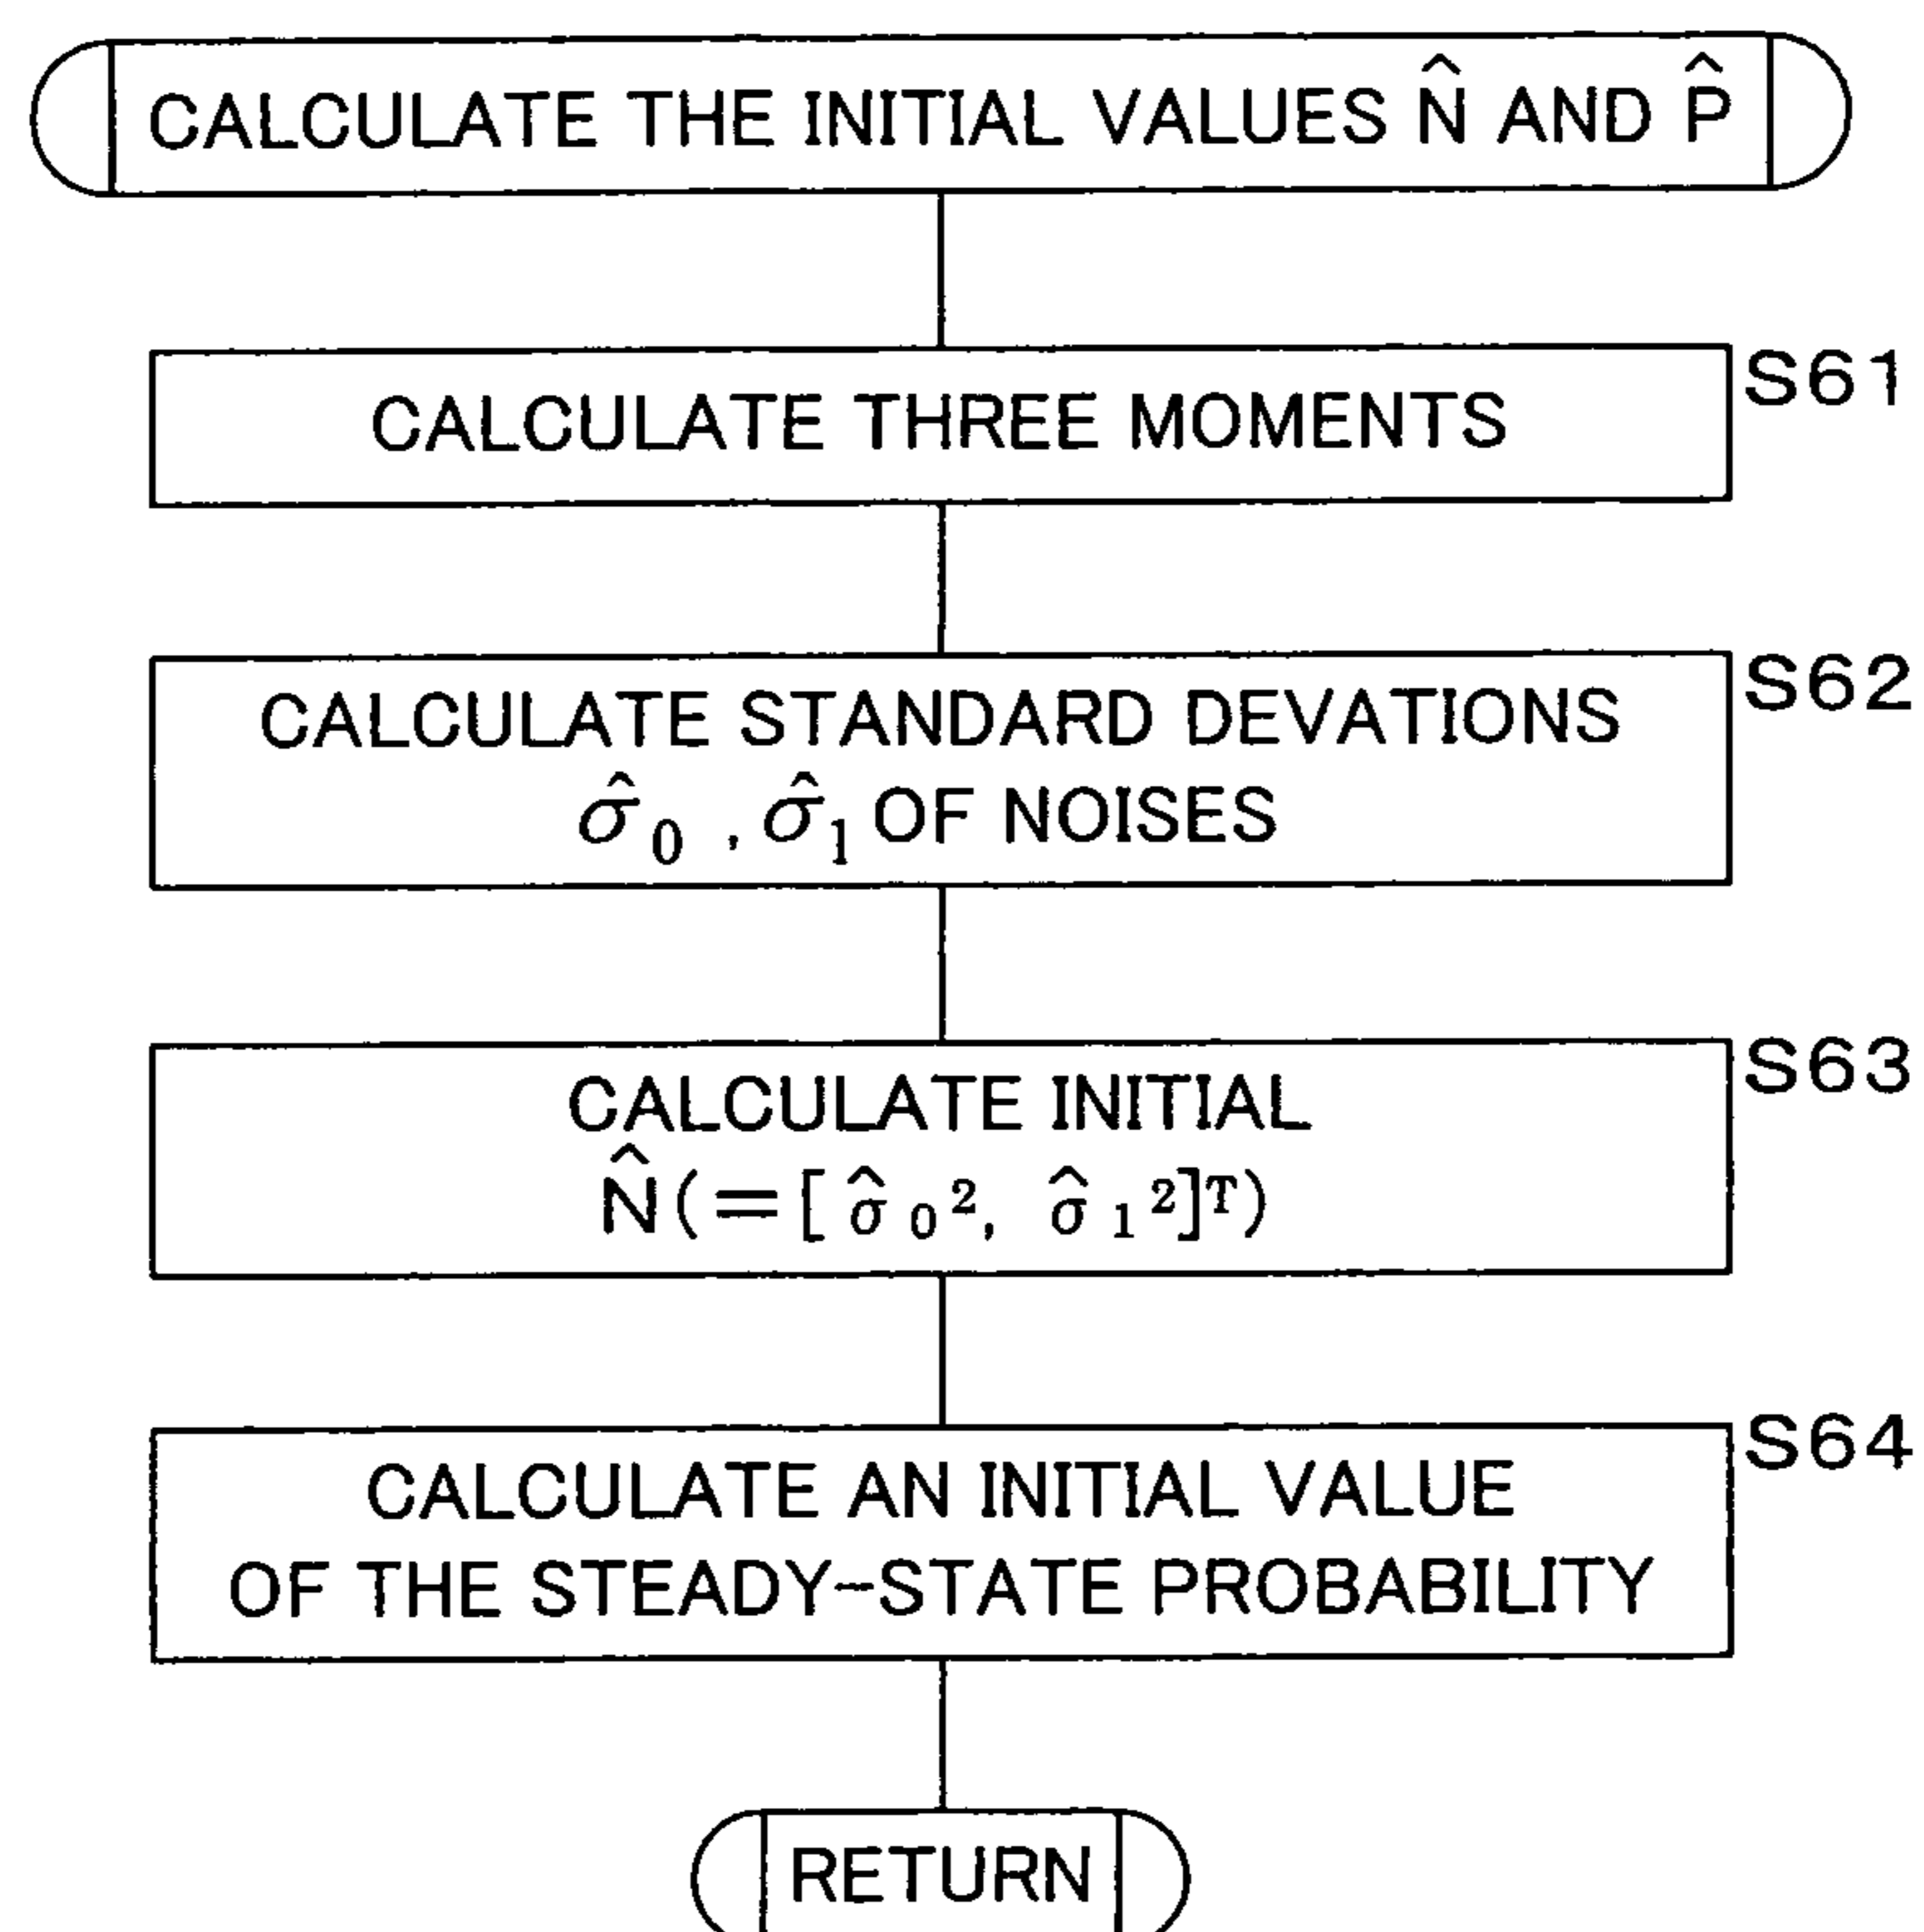 CALCULATE THE INITIAL VALUES N̂ AND P̂
S61
CALCULATE THREE MOMENTS
S62
CALCULATE STANDARD DEVATIONS
σ̂₀ , σ̂₁ OF NOISES
S63
CALCULATE INITIAL
N̂(=[σ̂₀², σ̂₁²]ᵀ)
S64
CALCULATE AN INITIAL VALUE
OF THE STEADY-STATE PROBABILITY
RETURN